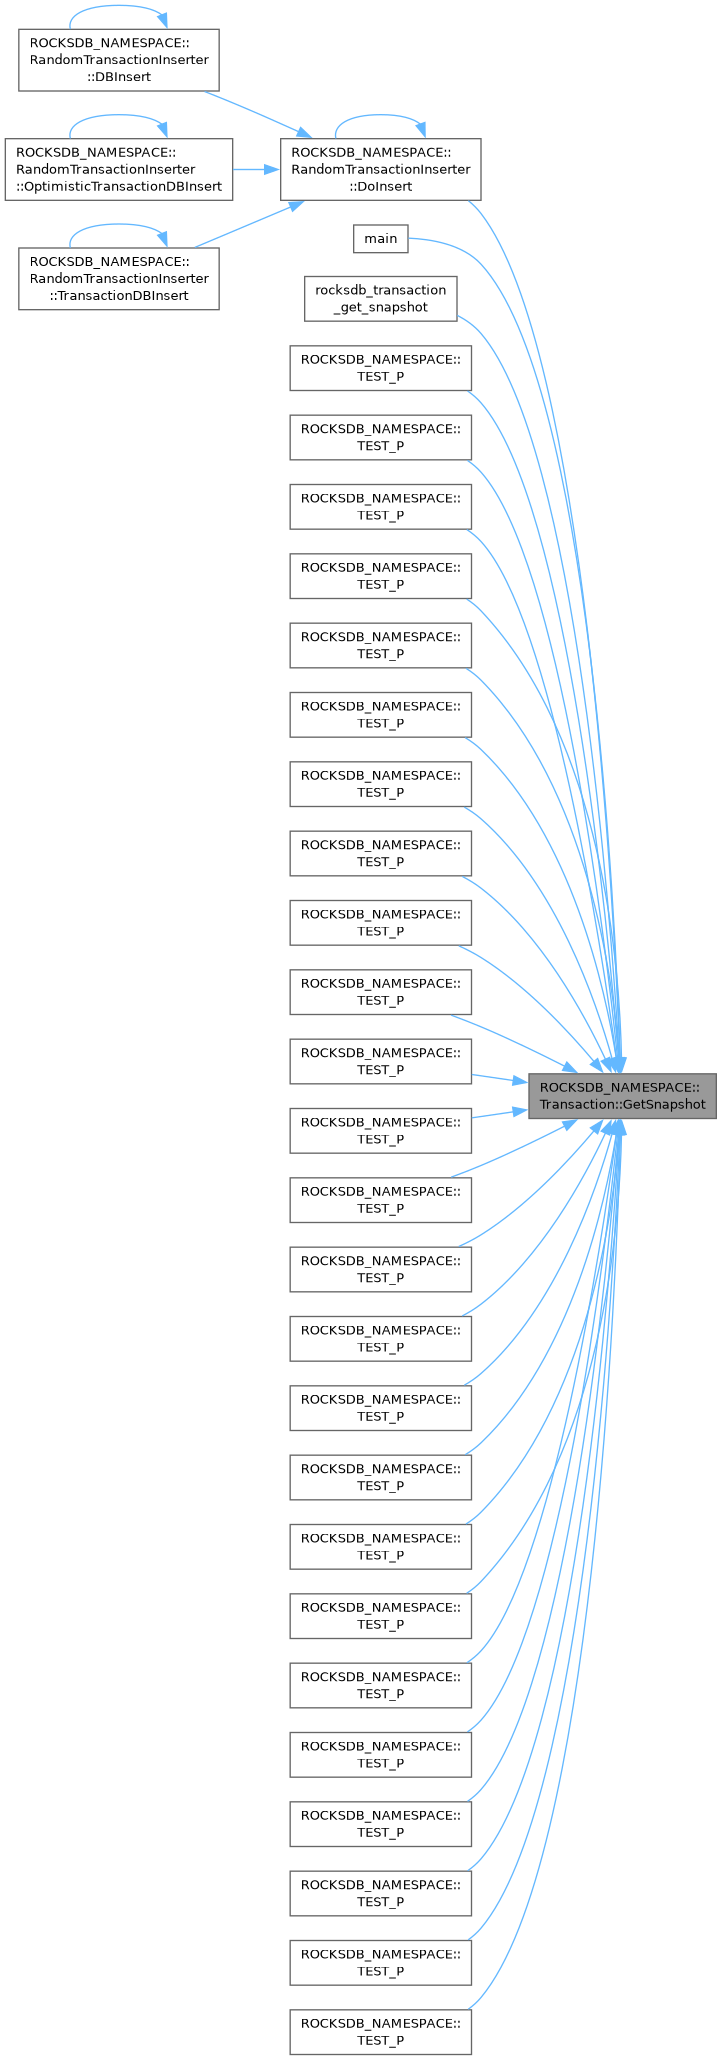 ROCKSDB_NAMESPACE::
RandomTransactionInserter
::DBInsert
ROCKSDB_NAMESPACE::
RandomTransactionInserter
::OptimisticTransactionDBInsert
ROCKSDB_NAMESPACE::
RandomTransactionInserter
::TransactionDBInsert
ROCKSDB_NAMESPACE::
RandomTransactionInserter
::DoInsert
main
rocksdb_transaction
_get_snapshot
ROCKSDB_NAMESPACE::
TEST_P
ROCKSDB_NAMESPACE::
TEST_P
ROCKSDB_NAMESPACE::
TEST_P
ROCKSDB_NAMESPACE::
TEST_P
ROCKSDB_NAMESPACE::
TEST_P
ROCKSDB_NAMESPACE::
TEST_P
ROCKSDB_NAMESPACE::
TEST_P
ROCKSDB_NAMESPACE::
TEST_P
ROCKSDB_NAMESPACE::
TEST_P
ROCKSDB_NAMESPACE::
TEST_P
ROCKSDB_NAMESPACE::
TEST_P
ROCKSDB_NAMESPACE::
TEST_P
ROCKSDB_NAMESPACE::
TEST_P
ROCKSDB_NAMESPACE::
TEST_P
ROCKSDB_NAMESPACE::
TEST_P
ROCKSDB_NAMESPACE::
TEST_P
ROCKSDB_NAMESPACE::
TEST_P
ROCKSDB_NAMESPACE::
TEST_P
ROCKSDB_NAMESPACE::
TEST_P
ROCKSDB_NAMESPACE::
TEST_P
ROCKSDB_NAMESPACE::
TEST_P
ROCKSDB_NAMESPACE::
TEST_P
ROCKSDB_NAMESPACE::
TEST_P
ROCKSDB_NAMESPACE::
TEST_P
ROCKSDB_NAMESPACE::
TEST_P
ROCKSDB_NAMESPACE::
Transaction::GetSnapshot